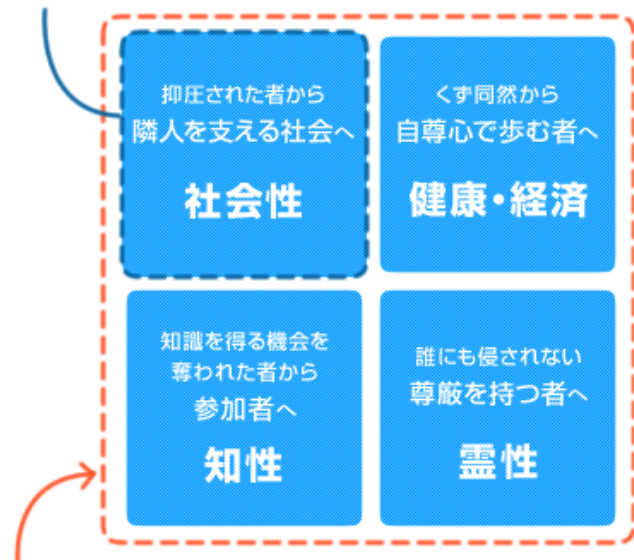 抑圧された者から
隣人を支える社会へ
社会性
くず同然から
自尊心で歩む者へ
健康・経済
知識を得る機会を
奪われた者から
参加者へ
知性
誰にも侵されない
尊厳を持つ者へ
霊性